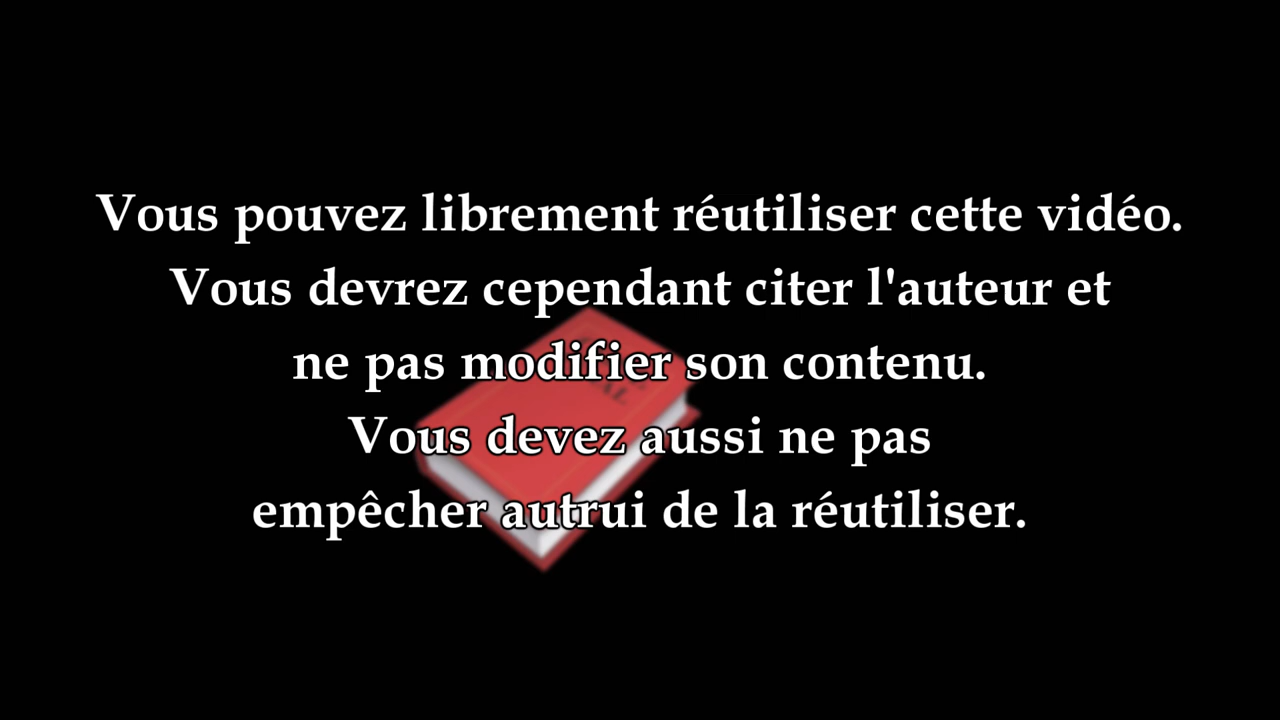 Vous pouvez librement réutiliser cette vidéo.
Vous devrez cependant citer l'auteur et
ne pas modifier son contenu.
Vous devez aussi ne pas
empêcher autrui de la réutiliser.